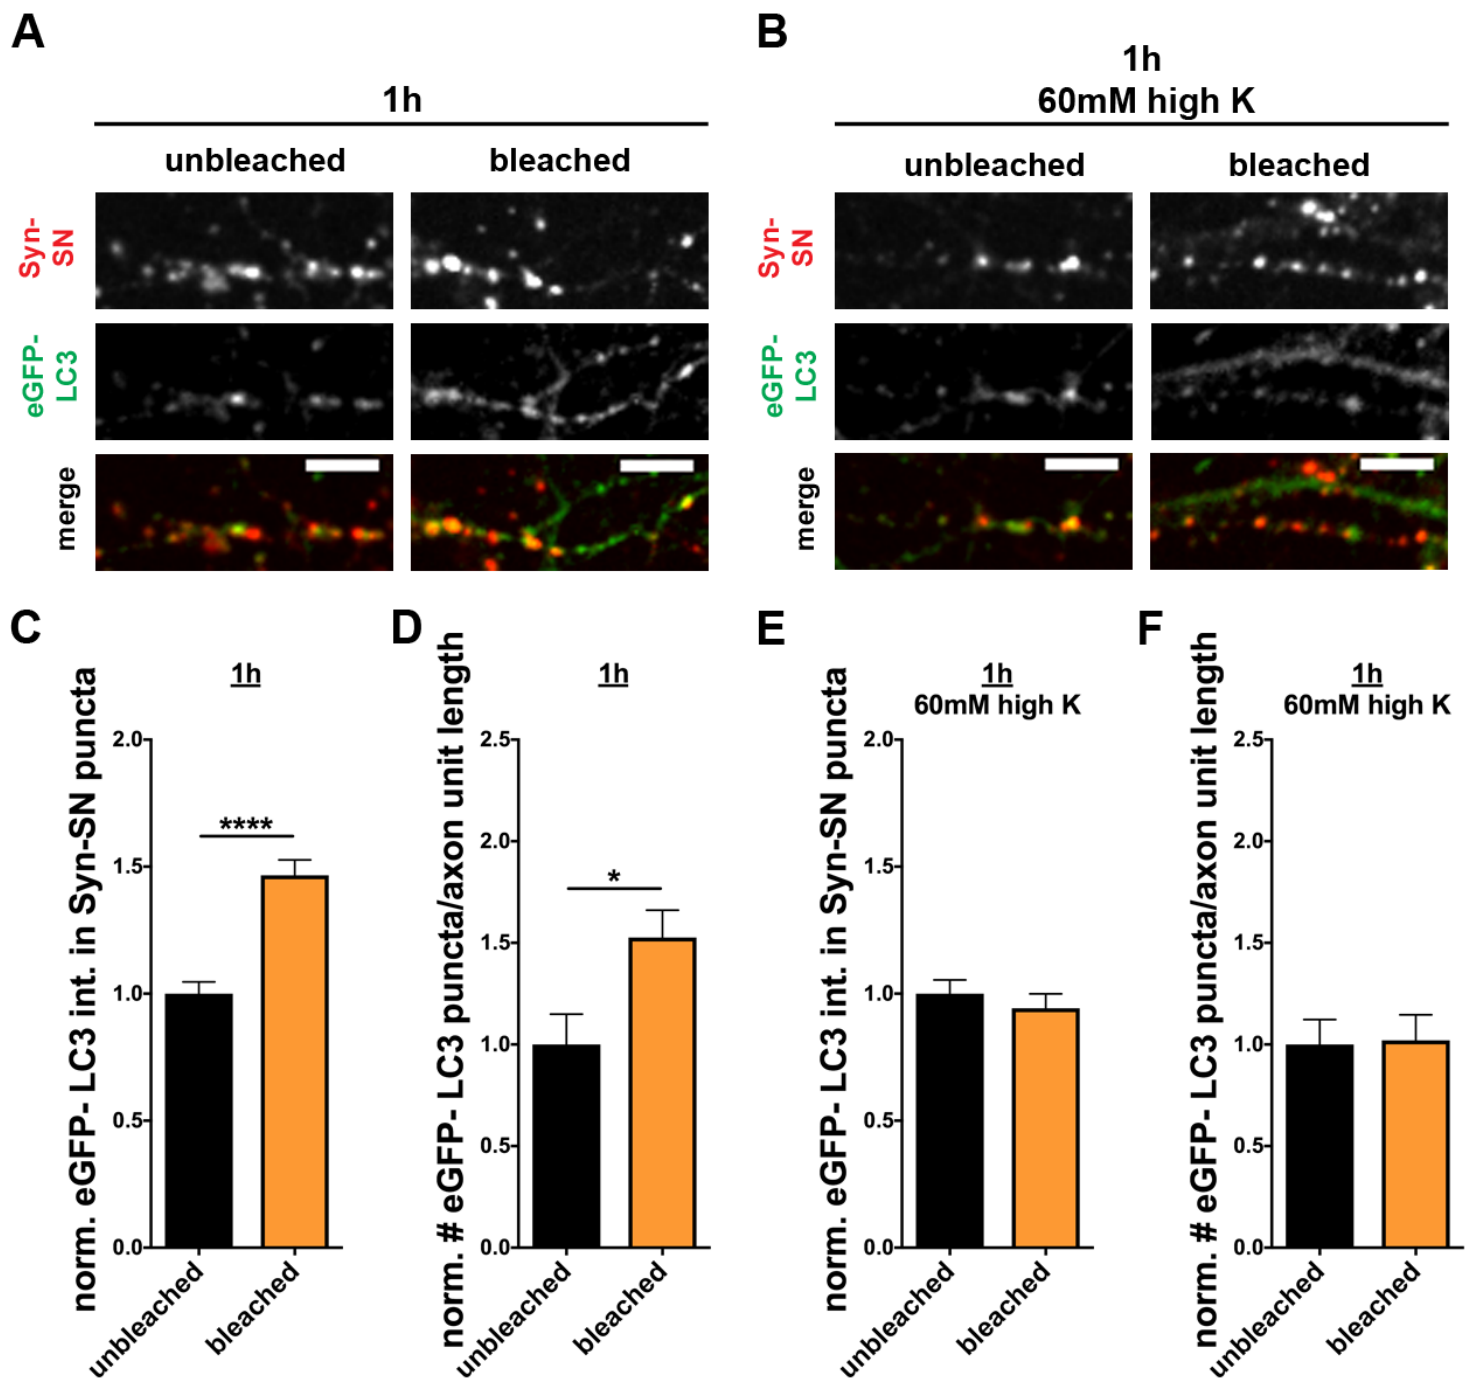 A
1h
unbleached
bleached
Syn-
SN
eGFP-
LC3
merge
B
1h
60mM high K
unbleached
bleached
Syn-
SN
eGFP-
LC3
merge
C
1h
norm. eGFP- LC3 int. in Syn-SN puncta
2.0
1.5
1.0
0.5
0.0
****
unbleached
bleached
D
1h
norm. # eGFP- LC3 puncta/axon unit length
2.5
2.0
1.5
1.0
0.5
0.0
*
unbleached
bleached
E
1h
60mM high K
norm. eGFP- LC3 int. in Syn-SN puncta
2.0
1.5
1.0
0.5
0.0
unbleached
bleached
F
1h
60mM high K
norm. # eGFP- LC3 puncta/axon unit length
2.5
2.0
1.5
1.0
0.5
0.0
unbleached
bleached